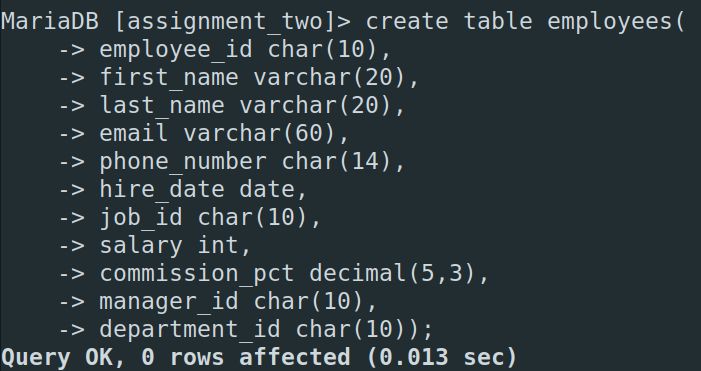 MariaDB [assignment_two]> create table employees(
    -> employee_id char(10),
    -> first_name varchar(20),
    -> last_name varchar(20),
    -> email varchar(60),
    -> phone_number char(14),
    -> hire_date date,
    -> job_id char(10),
    -> salary int,
    -> commission_pct decimal(5,3),
    -> manager_id char(10),
    -> department_id char(10));
Query OK, 0 rows affected (0.013 sec)